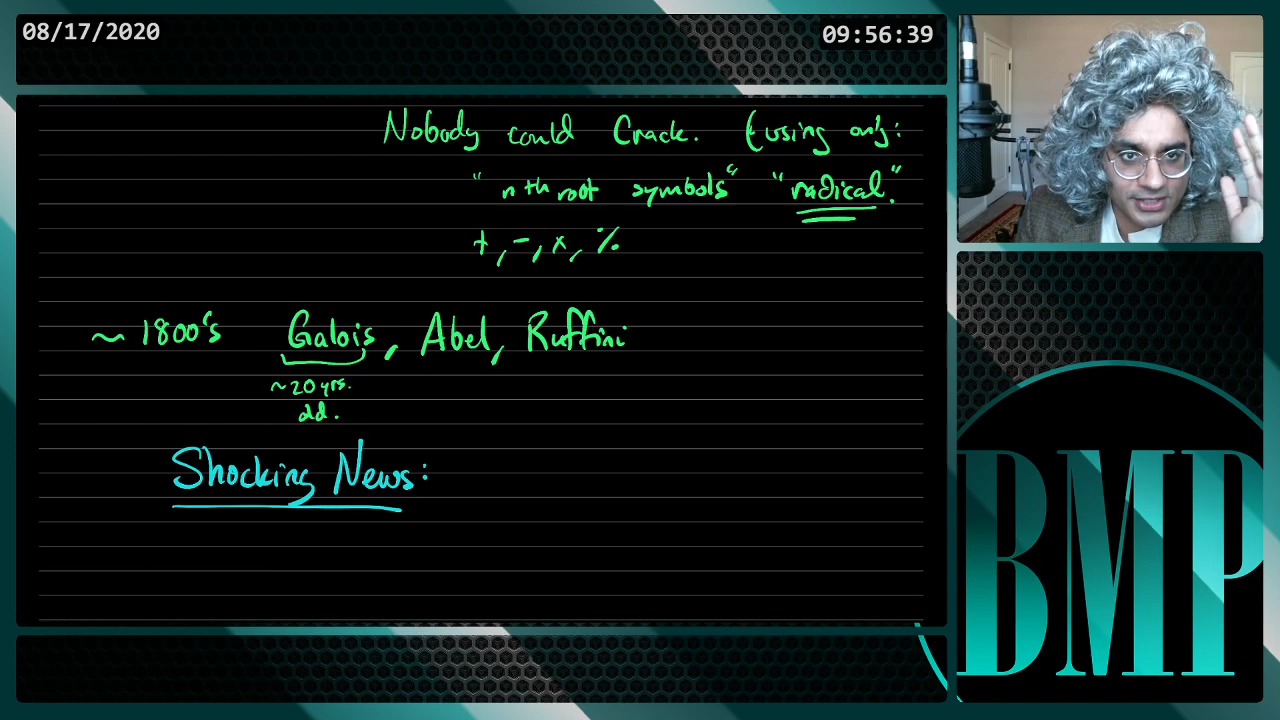 08/17/2020
09:56:39
Nobody could Crack. (using only:
"nth root symbols" "radical."
+, -, x, %
~ 1800's Galois, Abel, Ruffini
~20 yrs.
old.
Shocking News:
BMP